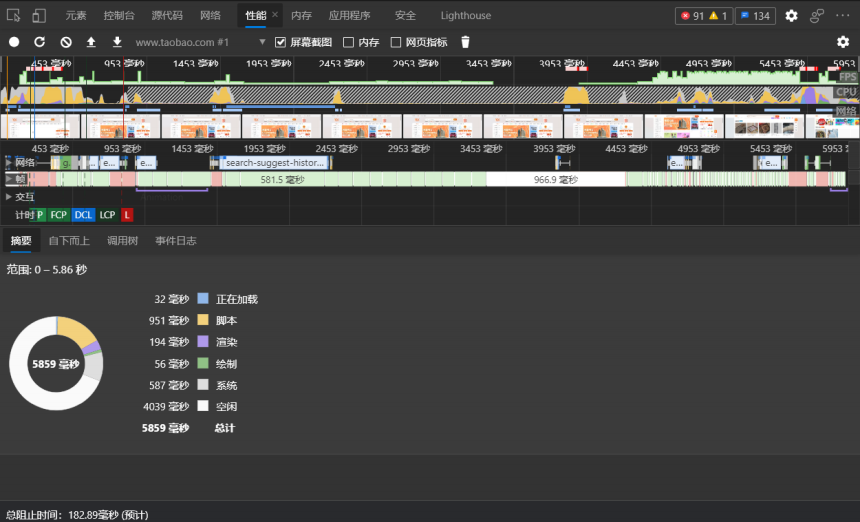 元素 控制台 源代码 网络 性能 × 内存 应用程序 安全 Lighthouse 91 1 134
www.taobao.com #1 屏幕截图 内存 网页指标
453 毫秒 953 毫秒 1453 毫秒 1953 毫秒 2453 毫秒 2953 毫秒 3453 毫秒 3953 毫秒 4453 毫秒 4953 毫秒 5453 毫秒 5953
FPS
CPU
网络
453 毫秒 953 毫秒 1453 毫秒 1953 毫秒 2453 毫秒 2953 毫秒 3453 毫秒 3953 毫秒 4453 毫秒 4953 毫秒 5453 毫秒 5953 毫
网络 g... e... e... search-suggest-histor... e... e...
帧 581.5 毫秒 966.9 毫秒
交互
计时 P FCP DCL LCP L
摘要 自下而上 调用树 事件日志
范围: 0 – 5.86 秒
32 毫秒 正在加载
951 毫秒 脚本
194 毫秒 渲染
5859 毫秒
56 毫秒 绘制
587 毫秒 系统
4039 毫秒 空闲
5859 毫秒 总计
总阻止时间: 182.89毫秒 (预计)